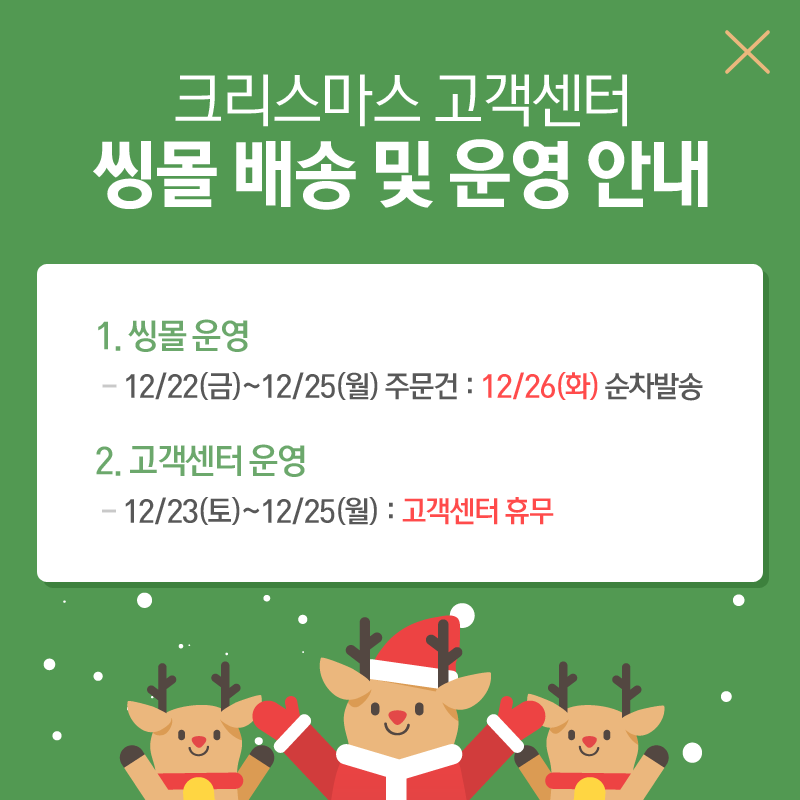 크리스마스 고객센터
씽몰 배송 및 운영 안내
1. 씽몰 운영
– 12/22(금)~12/25(월) 주문건 : 12/26(화) 순차발송
2. 고객센터 운영
– 12/23(토)~12/25(월) : 고객센터 휴무